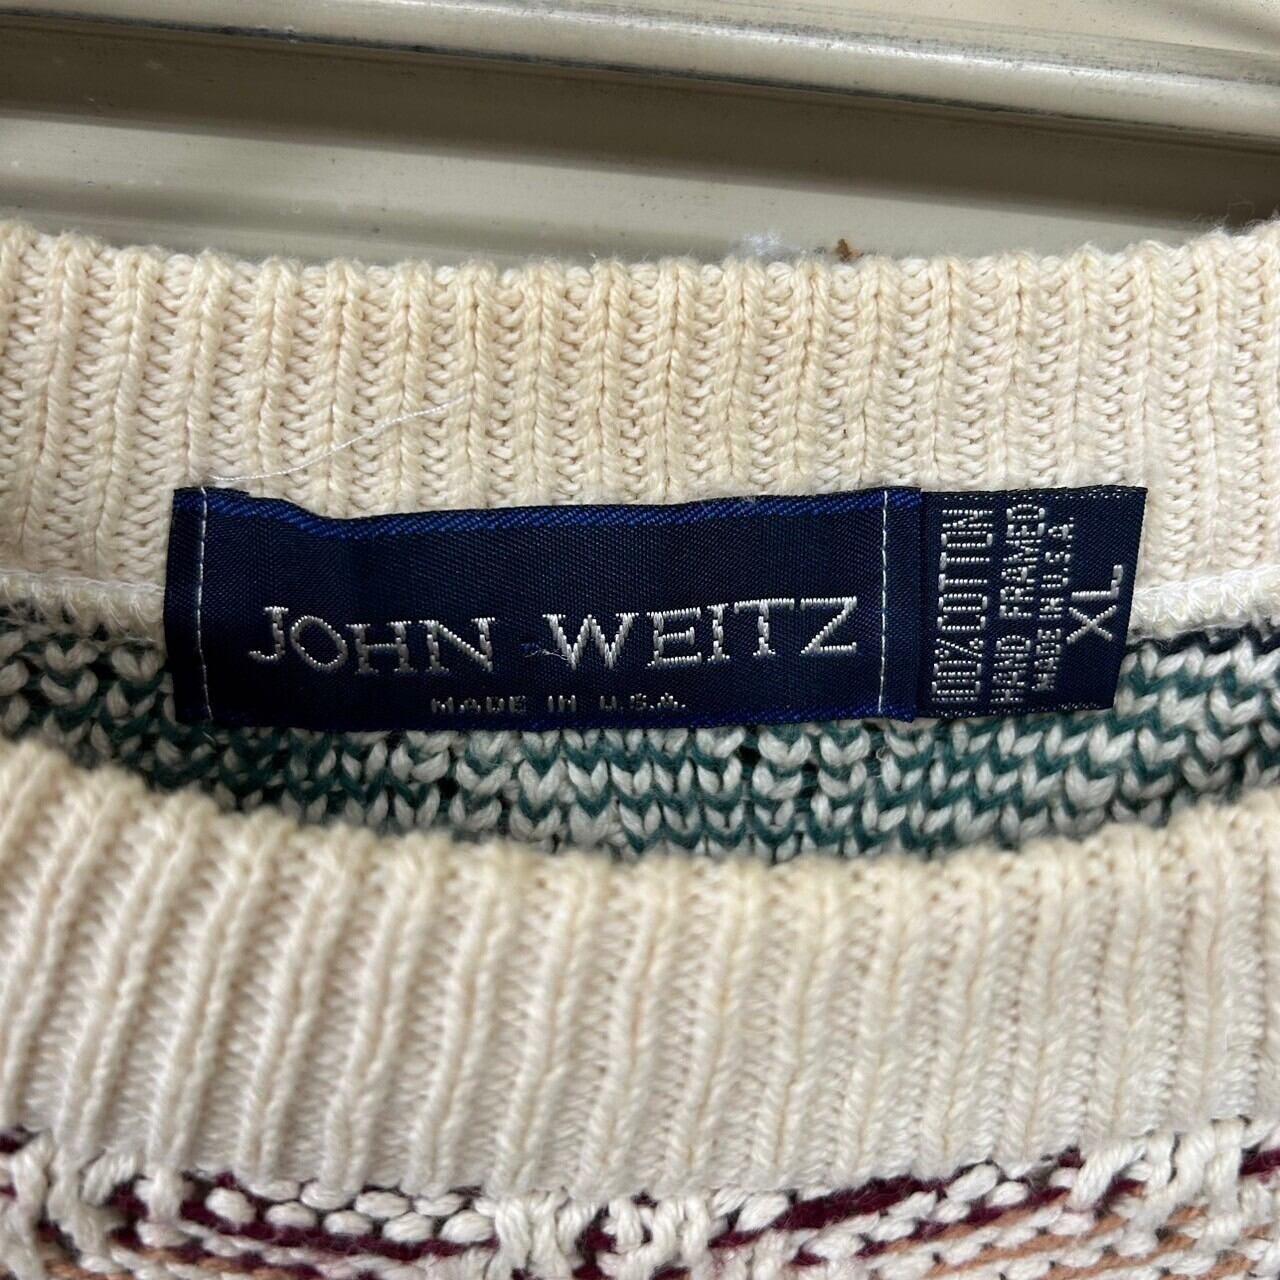 JOHN WEITZ
MADE IN U.S.A.
100% COTTON
HAND FRAMED
MADE IN U.S.A
XL